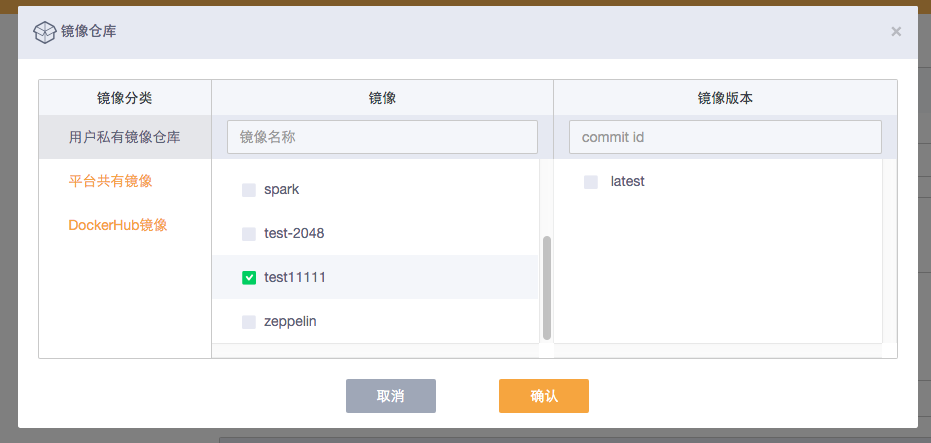 镜像仓库
×
镜像分类
镜像
镜像版本
用户私有镜像仓库
镜像名称
commit id
平台共有镜像
spark
latest
DockerHub镜像
test-2048
test11111
zeppelin
取消
确认